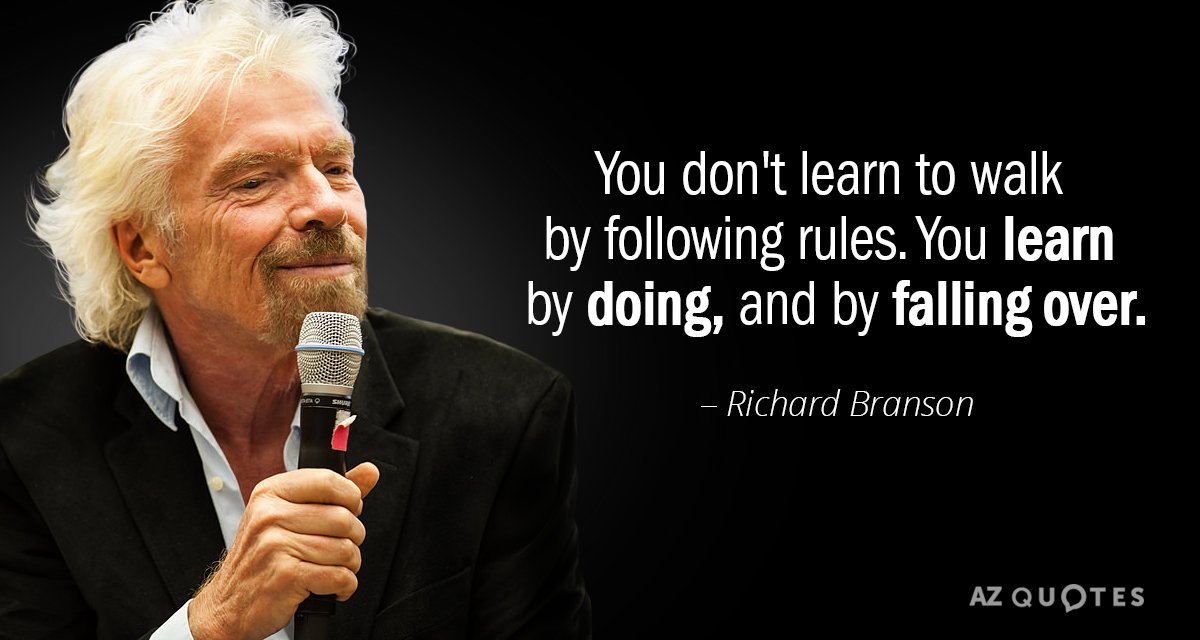 You don't learn to walk
by following rules. You learn
by doing, and by falling over.
– Richard Branson
SHURE
AZ QUOTES